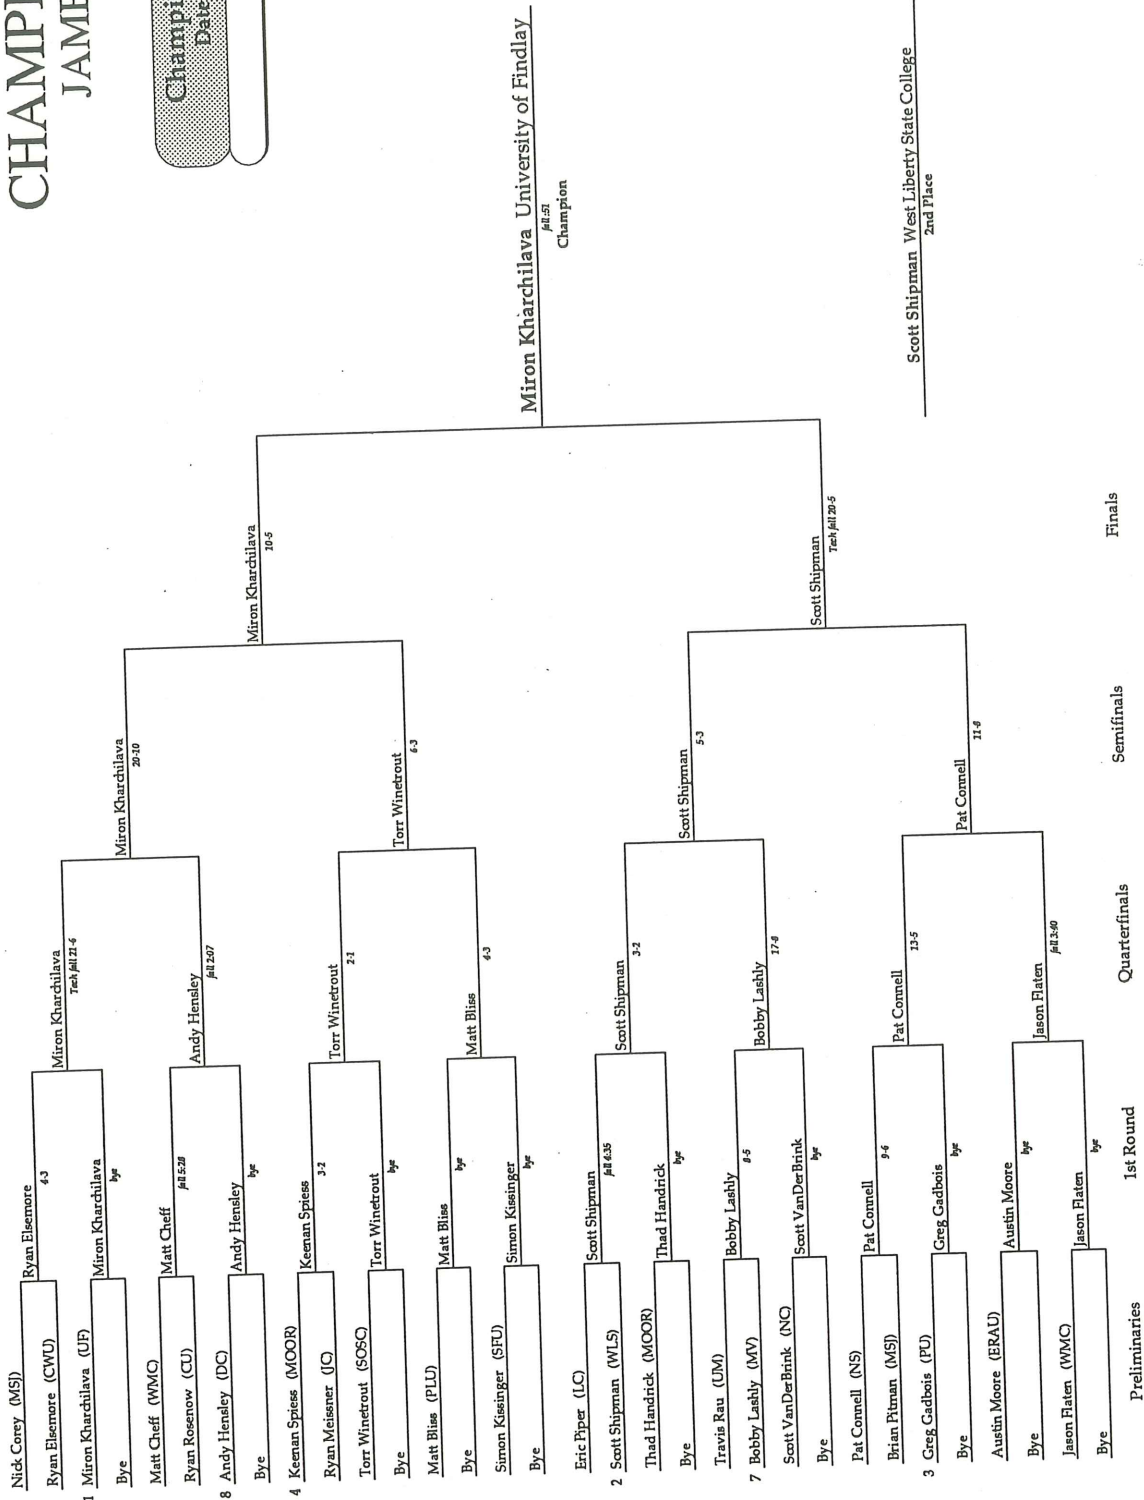 CHAMPI
JAME
Champi
Date
Nick Corey (MSJ)
Ryan Elsemore (CWU)
1 Miron Kharchilava (UF)
Bye
Matt Cheff (WMC)
Ryan Rosenow (CU)
8 Andy Hensley (DC)
Bye
4 Keenan Spiess (MOOR)
Ryan Meissner (JC)
Torr Winetrout (SOSC)
Bye
Matt Bliss (PLU)
Bye
Simon Kissinger (SFU)
Bye
Eric Piper (LC)
2 Scott Shipman (WLS)
Thad Handrick (MOOR)
Bye
Travis Rau (UM)
7 Bobby Lashly (MV)
Scott VanDerBrink (NC)
Bye
Pat Connell (NS)
Brian Pitman (MSJ)
3 Greg Gadbois (PU)
Bye
Austin Moore (ERAU)
Bye
Jason Flaten (WMC)
Bye
Preliminaries
Ryan Elsemore
4-3
Miron Kharchilava
bye
Matt Cheff
fall 5:28
Andy Hensley
bye
Keenan Spiess
3-2
Torr Winetrout
bye
Matt Bliss
bye
Simon Kissinger
bye
Scott Shipman
fall 4:35
Thad Handrick
bye
Bobby Lashly
8-5
Scott VanDerBrink
bye
Pat Connell
9-6
Greg Gadbois
bye
Austin Moore
bye
Jason Flaten
bye
1st Round
Miron Kharchilava
Tech fall 21-6
Andy Hensley
fall 2:07
Torr Winetrout
2-1
Matt Bliss
4-3
Scott Shipman
3-2
Bobby Lashly
17-8
Pat Connell
13-5
Jason Flaten
fall 3:40
Quarterfinals
Miron Kharchilava
20-10
Torr Winetrout
6-3
Scott Shipman
5-3
Pat Connell
11-8
Semifinals
Miron Kharchilava
10-5
Scott Shipman
Tech fall 20-5
Finals
Miron Kharchilava University of Findlay
fall :51
Champion
Scott Shipman West Liberty State College
2nd Place